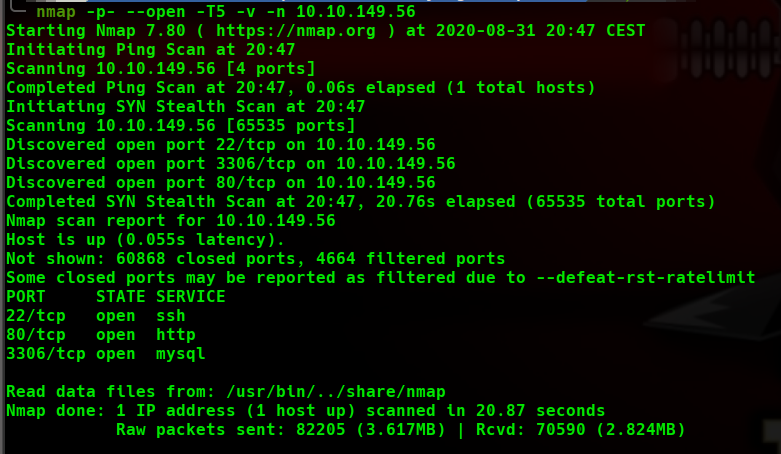 nmap -p- --open -T5 -v -n 10.10.149.56
Starting Nmap 7.80 ( https://nmap.org ) at 2020-08-31 20:47 CEST
Initiating Ping Scan at 20:47
Scanning 10.10.149.56 [4 ports]
Completed Ping Scan at 20:47, 0.06s elapsed (1 total hosts)
Initiating SYN Stealth Scan at 20:47
Scanning 10.10.149.56 [65535 ports]
Discovered open port 22/tcp on 10.10.149.56
Discovered open port 3306/tcp on 10.10.149.56
Discovered open port 80/tcp on 10.10.149.56
Completed SYN Stealth Scan at 20:47, 20.76s elapsed (65535 total ports)
Nmap scan report for 10.10.149.56
Host is up (0.055s latency).
Not shown: 60868 closed ports, 4664 filtered ports
Some closed ports may be reported as filtered due to --defeat-rst-ratelimit
PORT     STATE SERVICE
22/tcp   open  ssh
80/tcp   open  http
3306/tcp open  mysql
Read data files from: /usr/bin/../share/nmap
Nmap done: 1 IP address (1 host up) scanned in 20.87 seconds
Raw packets sent: 82205 (3.617MB) | Rcvd: 70590 (2.824MB)